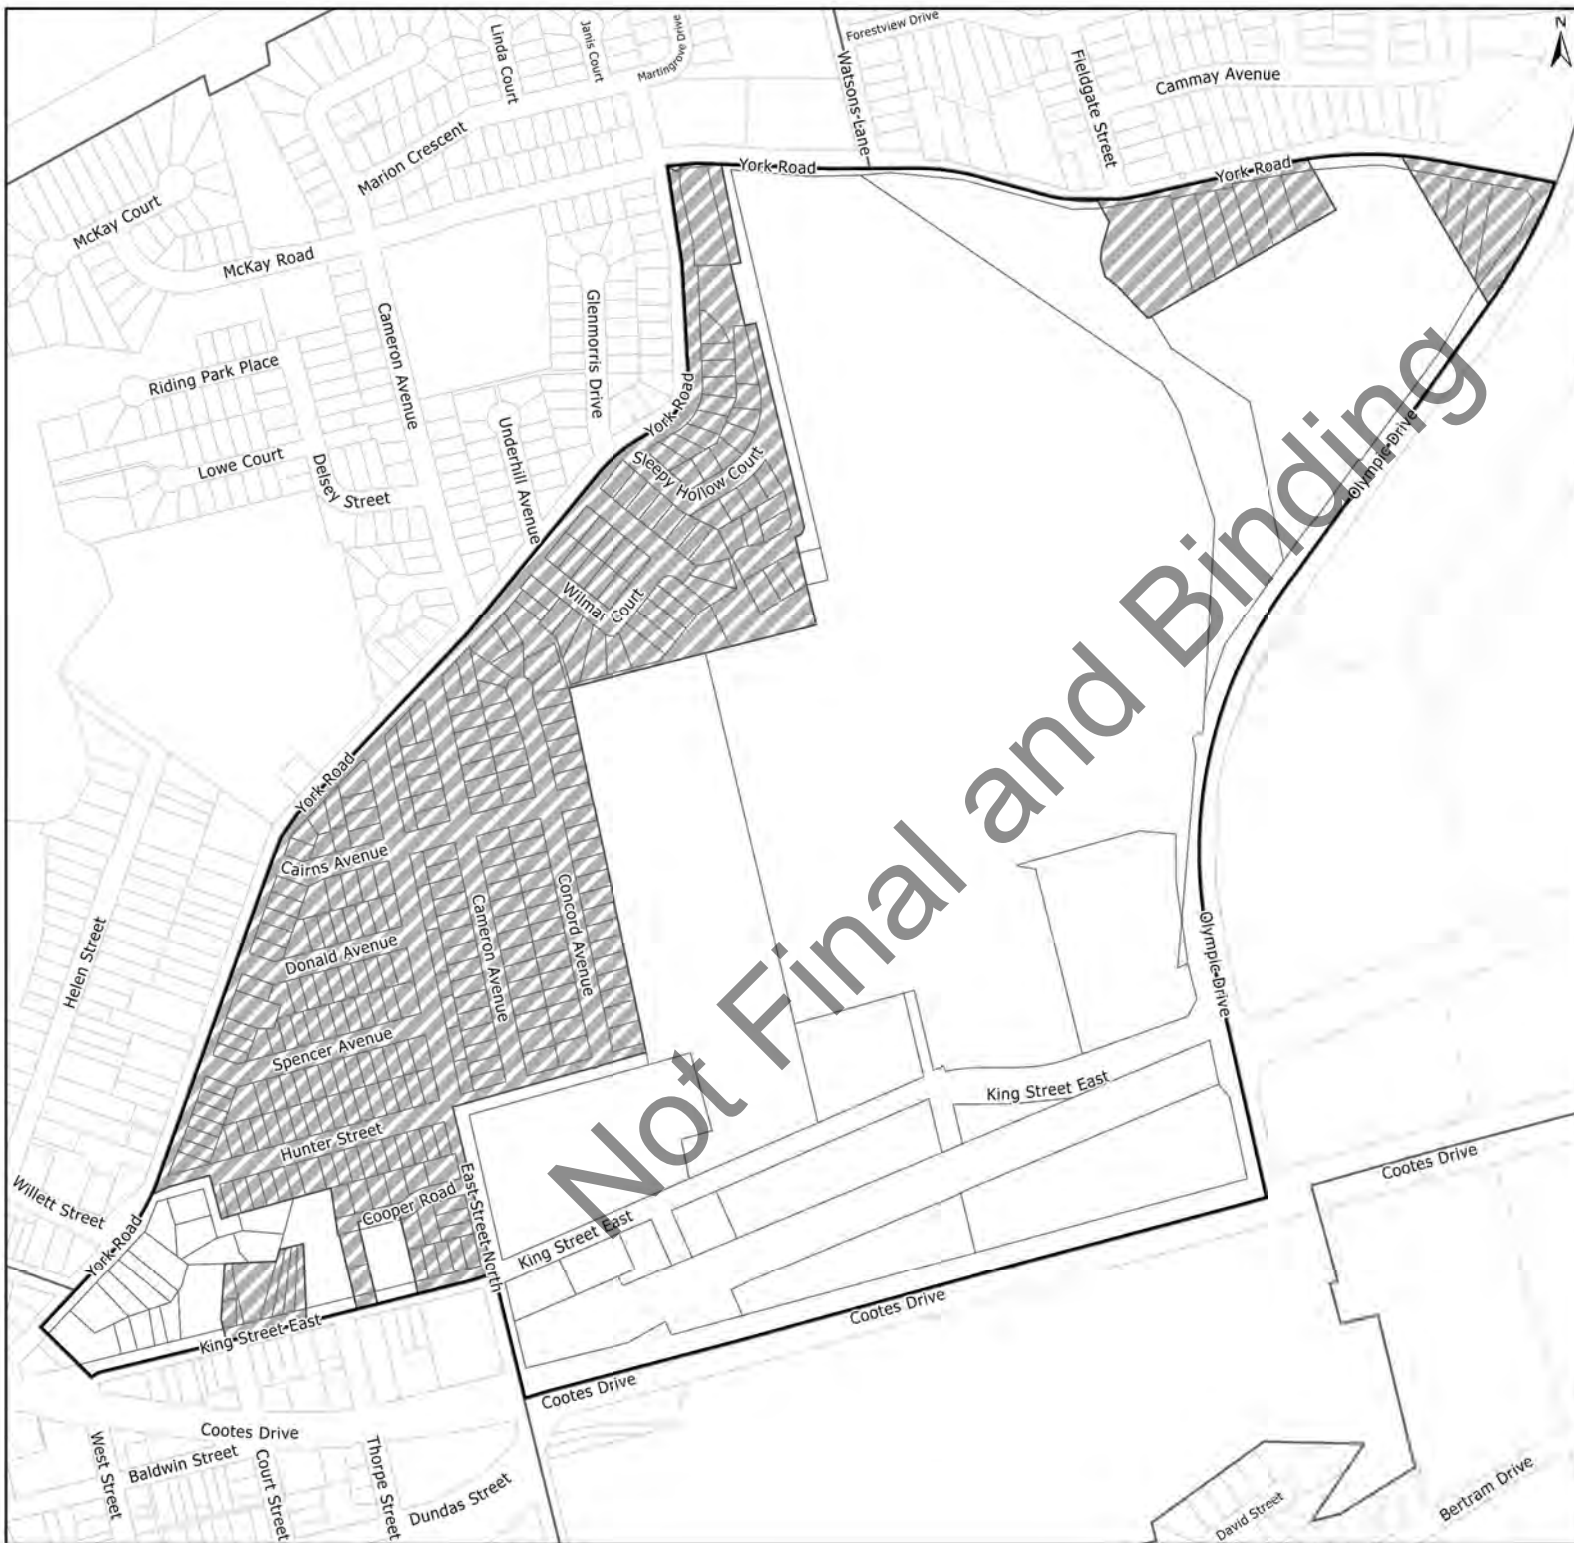 Forestview Drive
N
Linda Court
Janis Court
Martingrove Drive
Watsons Lane
Fieldgate Street
Cammay Avenue
Marion Crescent
York Road
York Road
McKay Court
McKay Road
Cameron Avenue
Glenmorris Drive
Riding Park Place
York Road
Underhill Avenue
Sleepy Hollow Court
Lowe Court
Delsey Street
Olympic Drive
Wilmar Court
York Road
Cairns Avenue
Concord Avenue
Cameron Avenue
Helen Street
Donald Avenue
Olympic Drive
Spencer Avenue
King Street East
Hunter Street
Cooper Road
East Street North
Cootes Drive
Willett Street
York Road
King Street East
Cootes Drive
King Street East
Cootes Drive
Cootes Drive
West Street
Baldwin Street
Court Street
Thorpe Street
Dundas Street
David Street
Bertram Drive
Not Final and Binding